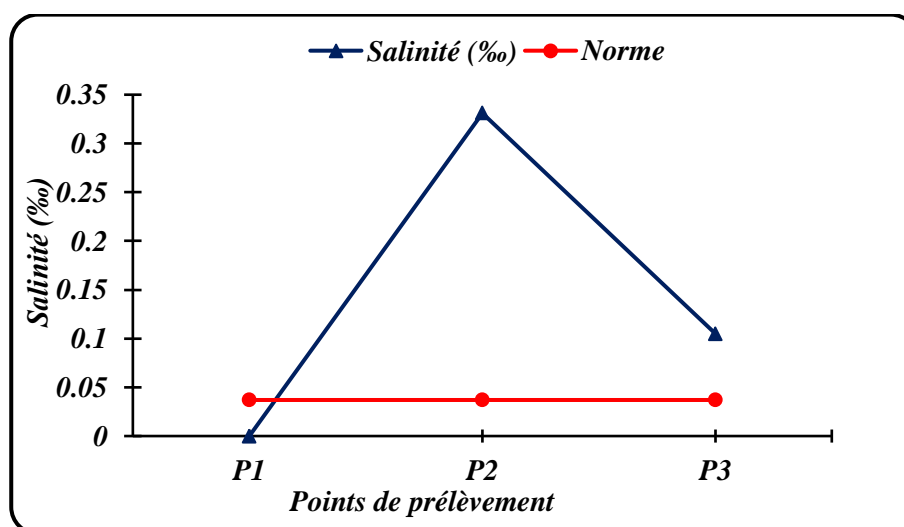 Salinité (‰) Norme
0.35
0.3
0.25
0.2
0.15
0.1
0.05
0
Salinité (‰)
P1 P2 P3
Points de prélèvement